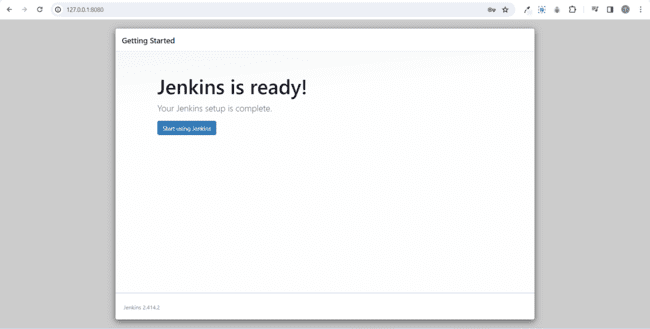 127.0.0.1:8080
Getting Started
Jenkins is ready!
Your Jenkins setup is complete.
Start using Jenkins
Jenkins 2.414.2